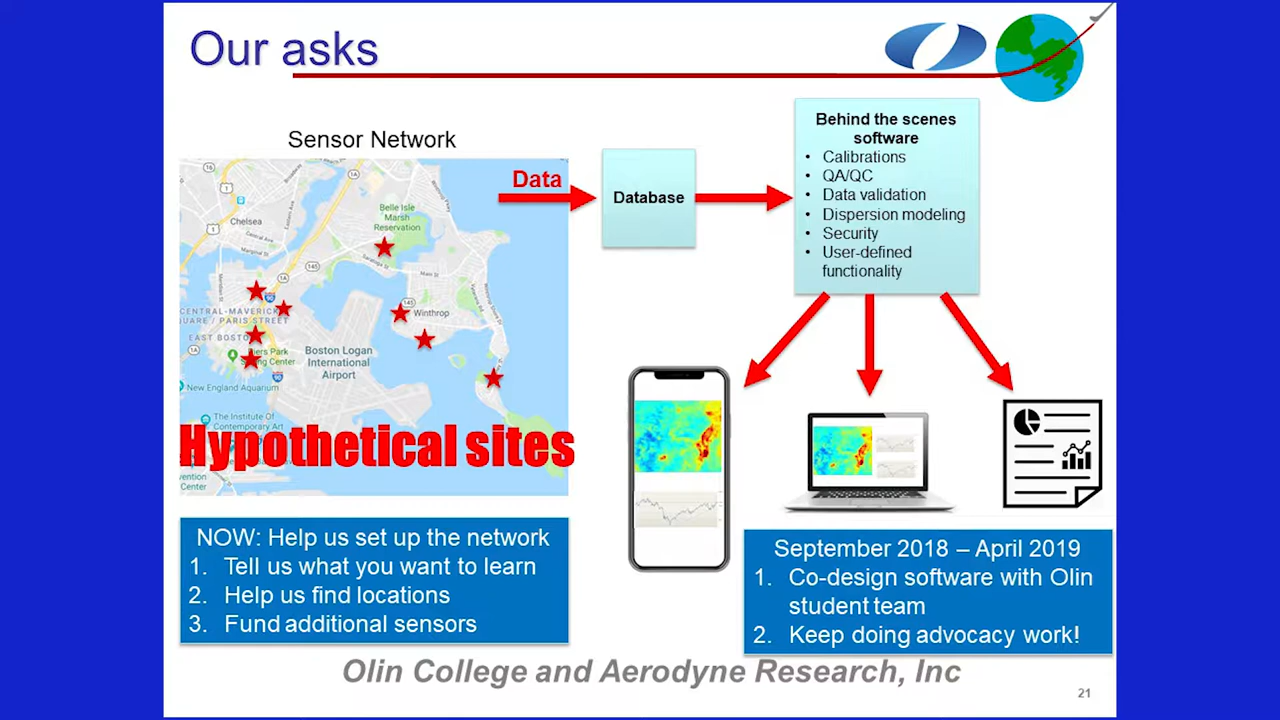 Our asks
Sensor Network
Data
Database
Behind the scenes
software
• Calibrations
• QA/QC
• Data validation
• Dispersion modeling
• Security
• User-defined
functionality
Chelsea
Belle Isle
Marsh
Reservation
Winthrop
CENTRAL-MAVERICK
SQUARE / PARIS STREET
EAST BOSTON
Boston Logan
International
Airport
New England Aquarium
The Institute Of
Contemporary Art
Center
Hypothetical sites
NOW: Help us set up the network
1. Tell us what you want to learn
2. Help us find locations
3. Fund additional sensors
September 2018 – April 2019
1. Co-design software with Olin
student team
2. Keep doing advocacy work!
Olin College and Aerodyne Research, Inc
21